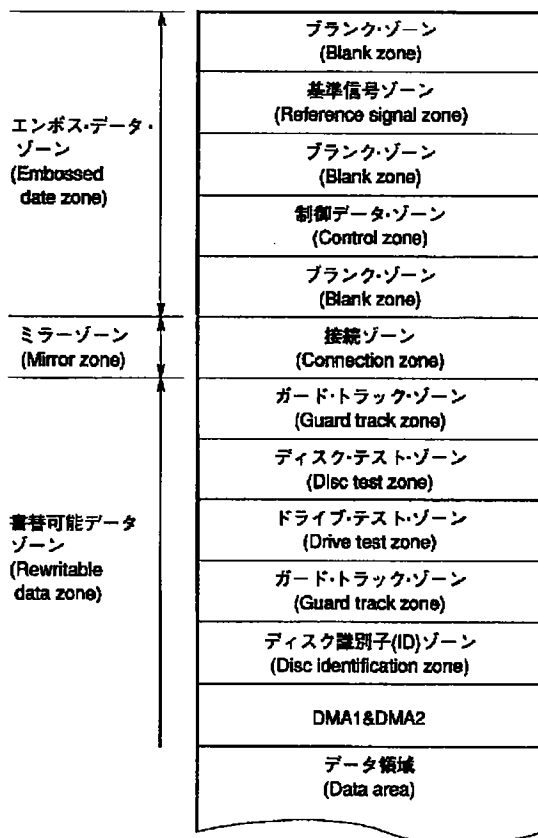 エンボス・データ・
ゾーン
(Embossed
date zone)
ミラーゾーン
(Mirror zone)
書替可能データ
ゾーン
(Rewritable
data zone)
ブランク・ゾーン
(Blank zone)
基準信号ゾーン
(Reference signal zone)
ブランク・ゾーン
(Blank zone)
制御データ・ゾーン
(Control zone)
ブランク・ゾーン
(Blank zone)
接続ゾーン
(Connection zone)
ガード・トラック・ゾーン
(Guard track zone)
ディスク・テスト・ゾーン
(Disc test zone)
ドライブ・テスト・ゾーン
(Drive test zone)
ガード・トラック・ゾーン
(Guard track zone)
ディスク識別子(ID)ゾーン
(Disc identification zone)
DMA1&DMA2
データ領域
(Data area)